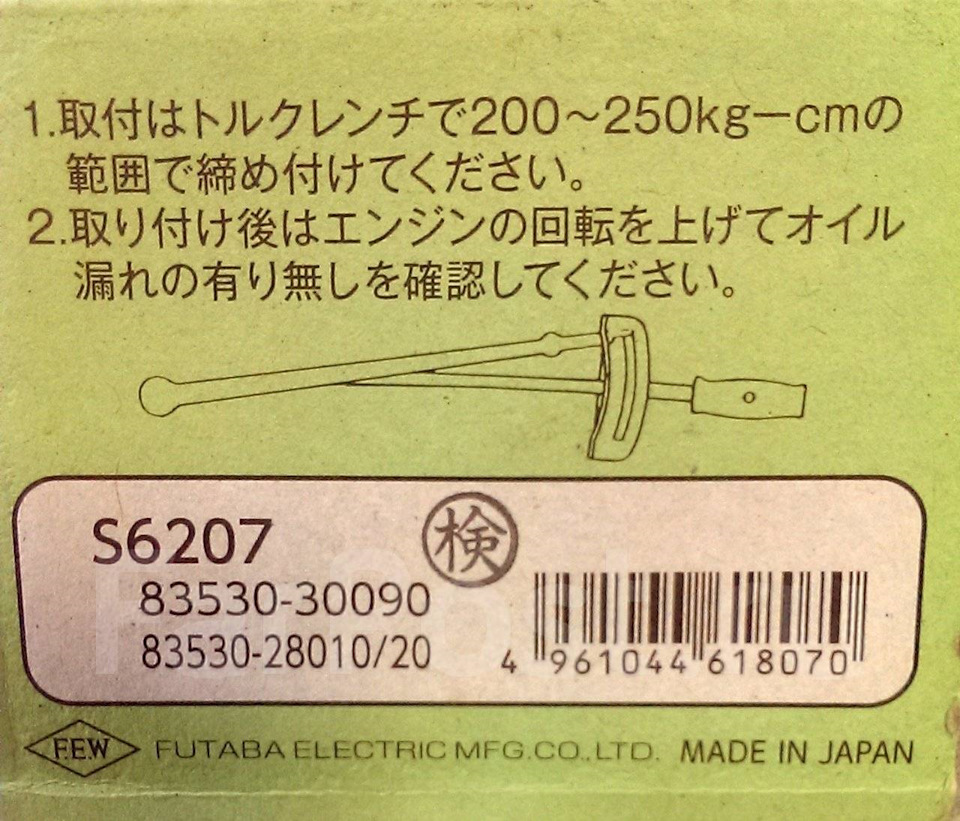 1.取付はトルクレンチで200～250kg－cmの
範囲で締め付けてください。
2.取り付け後はエンジンの回転を上げてオイル
漏れの有り無しを確認してください。
S6207
検
83530-30090
83530-28010/20
4 961044 618070
F.E.W FUTABA ELECTRIC MFG.CO.,LTD. MADE IN JAPAN